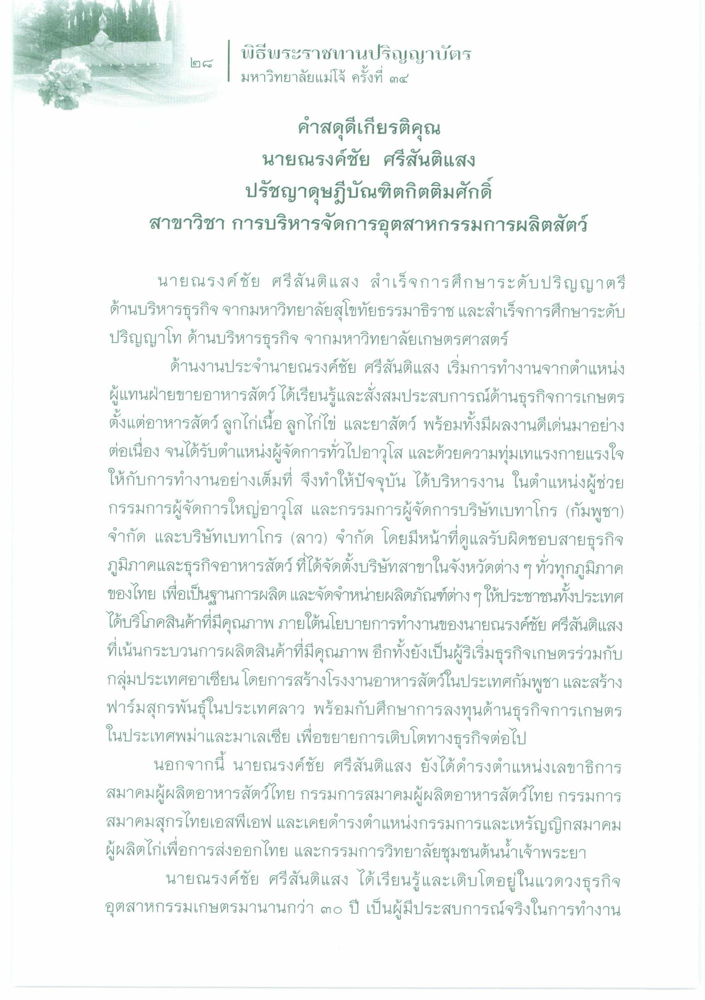 ๒๘
พิธีพระราชทานปริญญาบัตร
มหาวิทยาลัยแม่โจ้ ครั้งที่ ๓๔
คำสดุดีเกียรติคุณ
นายณรงค์ชัย ศรีสันติแสง
ปรัชญาดุษฎีบัณฑิตกิตติมศักดิ์
สาขาวิชา การบริหารจัดการอุตสาหกรรมการผลิตสัตว์
นายณรงค์ชัย ศรีสันติแสง สำเร็จการศึกษาระดับปริญญาตรี
ด้านบริหารธุรกิจ จากมหาวิทยาลัยสุโขทัยธรรมาธิราช และสำเร็จการศึกษาระดับ
ปริญญาโท ด้านบริหารธุรกิจ จากมหาวิทยาลัยเกษตรศาสตร์
ด้านงานประจำนายณรงค์ชัย ศรีสันติแสง เริ่มการทำงานจากตำแหน่ง
ผู้แทนฝ่ายขายอาหารสัตว์ ได้เรียนรู้และสั่งสมประสบการณ์ด้านธุรกิจการเกษตร
ตั้งแต่อาหารสัตว์ ลูกไก่เนื้อ ลูกไก่ไข่ และยาสัตว์ พร้อมทั้งมีผลงานดีเด่นมาอย่าง
ต่อเนื่อง จนได้รับตำแหน่งผู้จัดการทั่วไปอาวุโส และด้วยความทุ่มเทแรงกายแรงใจ
ให้กับการทำงานอย่างเต็มที่ จึงทำให้ปัจจุบัน ได้บริหารงาน ในตำแหน่งผู้ช่วย
กรรมการผู้จัดการใหญ่อาวุโส และกรรมการผู้จัดการบริษัทเบทาโกร (กัมพูชา)
จำกัด และบริษัทเบทาโกร (ลาว) จำกัด โดยมีหน้าที่ดูแลรับผิดชอบสายธุรกิจ
ภูมิภาคและธุรกิจอาหารสัตว์ ที่ได้จัดตั้งบริษัทสาขาในจังหวัดต่าง ๆ ทั่วทุกภูมิภาค
ของไทย เพื่อเป็นฐานการผลิต และจัดจำหน่ายผลิตภัณฑ์ต่าง ๆ ให้ประชาชนทั้งประเทศ
ได้บริโภคสินค้าที่มีคุณภาพ ภายใต้นโยบายการทำงานของนายณรงค์ชัย ศรีสันติแสง
ที่เน้นกระบวนการผลิตสินค้าที่มีคุณภาพ อีกทั้งยังเป็นผู้ริเริ่มธุรกิจเกษตรร่วมกับ
กลุ่มประเทศอาเซียน โดยการสร้างโรงงานอาหารสัตว์ในประเทศกัมพูชา และสร้าง
ฟาร์มสุกรพันธุ์ในประเทศลาว พร้อมกับศึกษาการลงทุนด้านธุรกิจการเกษตร
ในประเทศพม่าและมาเลเซีย เพื่อขยายการเติบโตทางธุรกิจต่อไป
นอกจากนี้ นายณรงค์ชัย ศรีสันติแสง ยังได้ดำรงตำแหน่งเลขาธิการ
สมาคมผู้ผลิตอาหารสัตว์ไทย กรรมการสมาคมผู้ผลิตอาหารสัตว์ไทย กรรมการ
สมาคมสุกรไทยเอสพีเอฟ และเคยดำรงตำแหน่งกรรมการและเหรัญญิกสมาคม
ผู้ผลิตไก่เพื่อการส่งออกไทย และกรรมการวิทยาลัยชุมชนต้นน้ำเจ้าพระยา
นายณรงค์ชัย ศรีสันติแสง ได้เรียนรู้และเติบโตอยู่ในแวดวงธุรกิจ
อุตสาหกรรมเกษตรมานานกว่า ๓๐ ปี เป็นผู้มีประสบการณ์จริงในการทำงาน